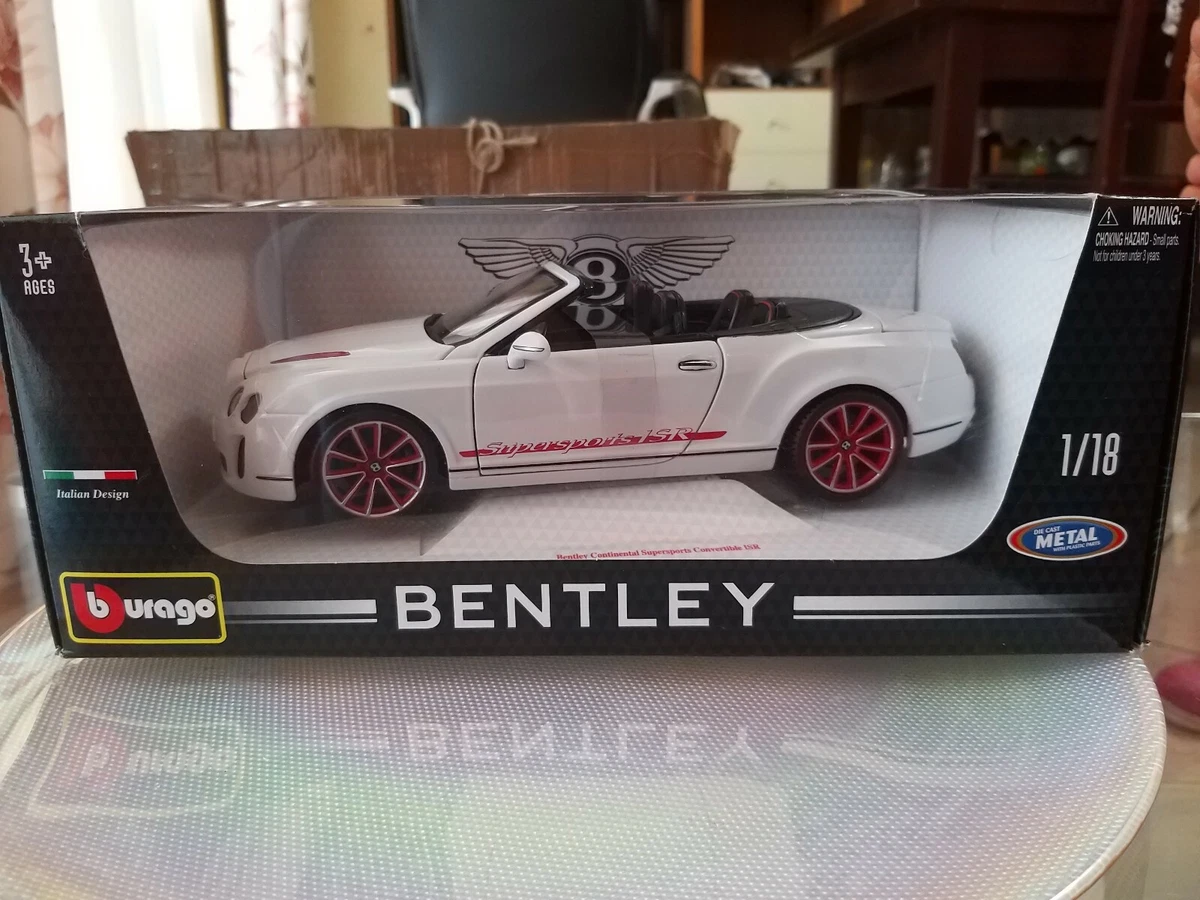 3+
AGES
WARNING:
CHOKING HAZARD - Small parts.
Not for children under 3 years.
B
Supersports ISR
Italian Design
1/18
DIE CAST
METAL
WITH PLASTIC PARTS
Bentley Continental Supersports Convertible ISR
burago®
BENTLEY